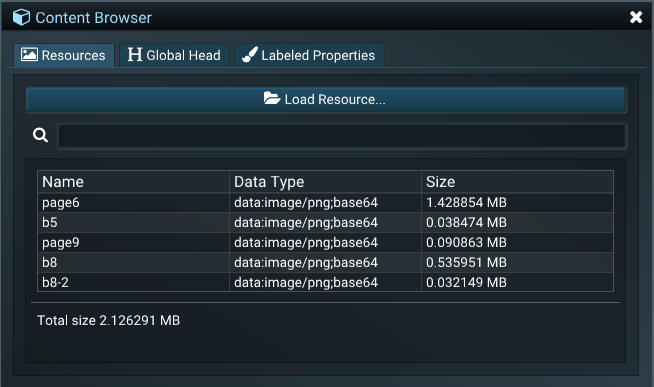 Content Browser
Resources Global Head Labeled Properties
Load Resource...
Name Data Type Size
page6 data:image/png;base64 1.428854 MB
b5 data:image/png;base64 0.038474 MB
page9 data:image/png;base64 0.090863 MB
b8 data:image/png;base64 0.535951 MB
b8-2 data:image/png;base64 0.032149 MB
Total size 2.126291 MB